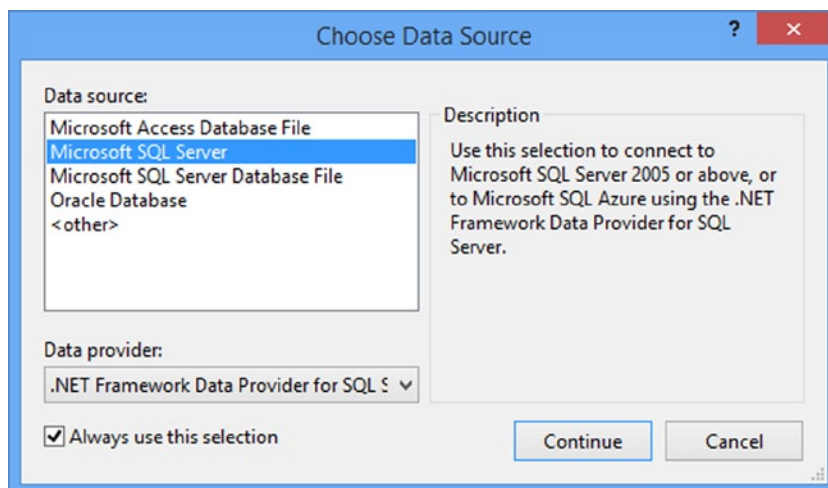 Choose Data Source
?
Data source:
Microsoft Access Database File
Microsoft SQL Server
Microsoft SQL Server Database File
Oracle Database
<other>
Description
Use this selection to connect to
Microsoft SQL Server 2005 or above, or
to Microsoft SQL Azure using the .NET
Framework Data Provider for SQL
Server.
Data provider:
.NET Framework Data Provider for SQL S
Always use this selection
Continue
Cancel